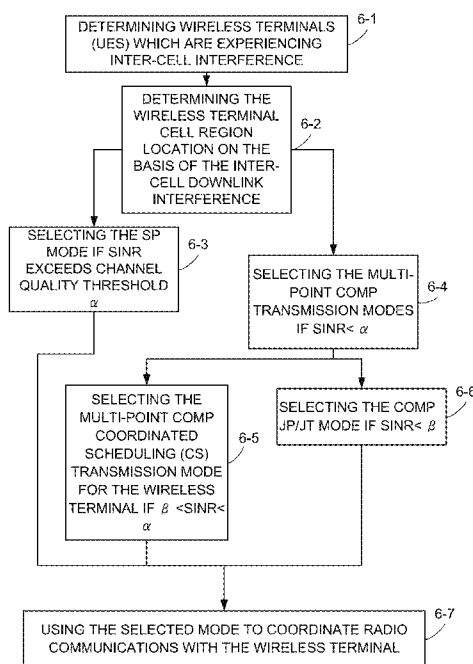 DETERMINING WIRELESS TERMINALS
(UES) WHICH ARE EXPERIENCING
INTER-CELL INTERFERENCE
6-1
DETERMINING THE
WIRELESS TERMINAL
CELL REGION
LOCATION ON THE
BASIS OF THE INTER-
CELL DOWNLINK
INTERFERENCE
6-2
SELECTING THE SP
MODE IF SINR
EXCEEDS CHANNEL
QUALITY THRESHOLD
α
6-3
SELECTING THE MULTI-
POINT COMP
TRANSMISSION MODES
IF SINR< α
6-4
SELECTING THE
MULTI-POINT COMP
COORDINATED
SCHEDULING (CS)
TRANSMISSION MODE
FOR THE WIRELESS
TERMINAL IF β <SINR<
α
6-5
SELECTING THE COMP
JP/JT MODE IF SINR< β
6-6
USING THE SELECTED MODE TO COORDINATE RADIO
COMMUNICATIONS WITH THE WIRELESS TERMINAL
6-7